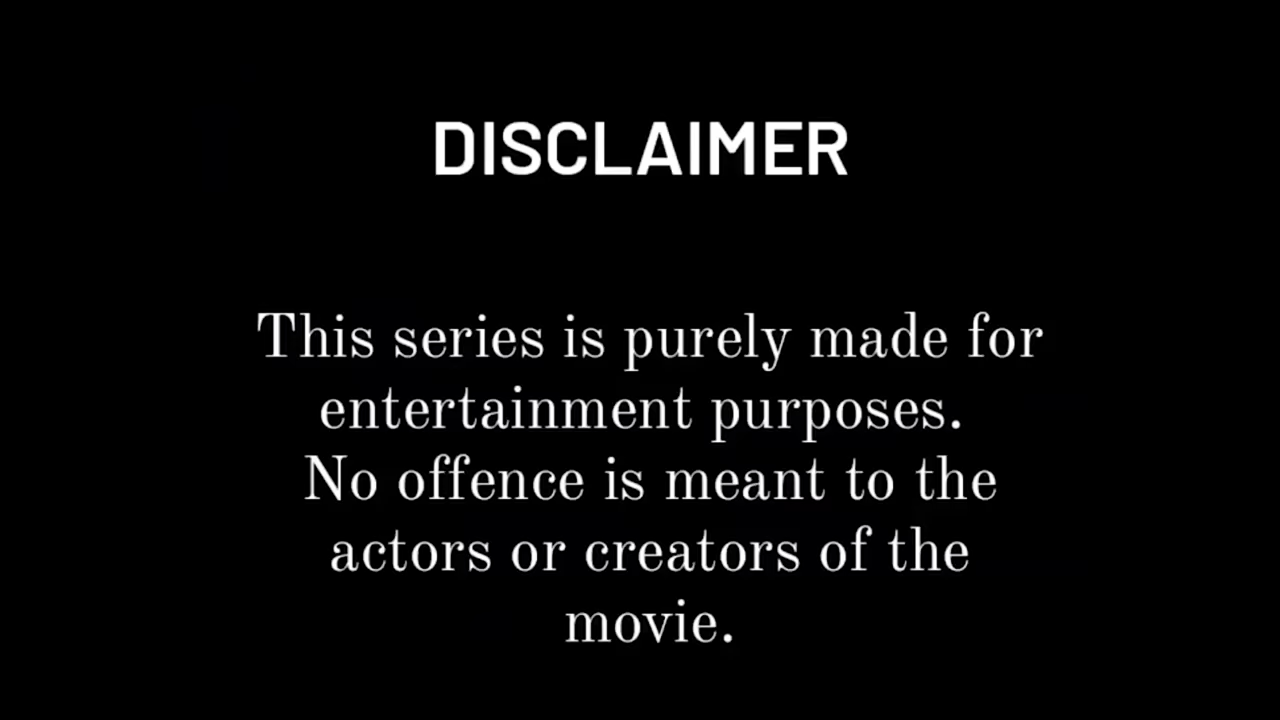 DISCLAIMER
This series is purely made for
entertainment purposes.
No offence is meant to the
actors or creators of the
movie.